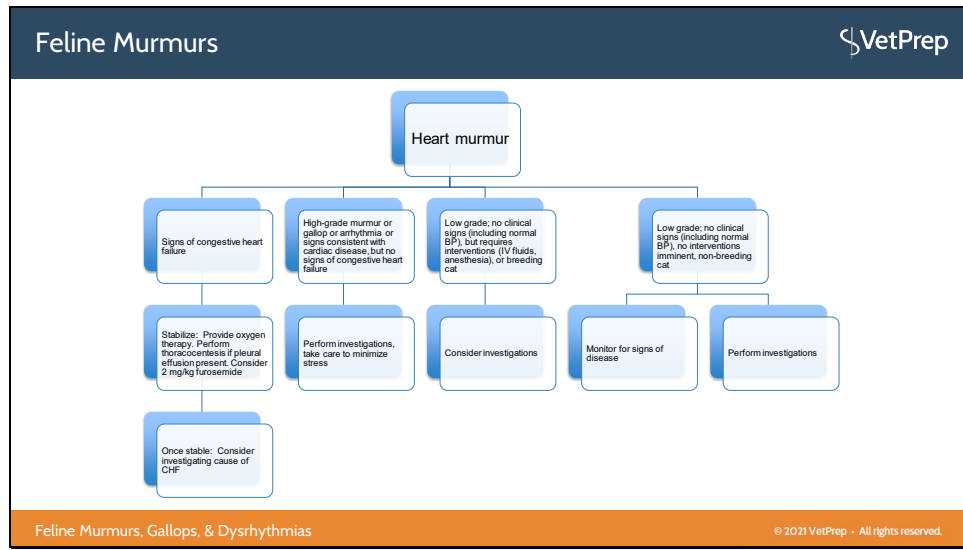 Feline Murmurs
VetPrep
Heart murmur
Signs of congestive heart
failure
High-grade murmur or
gallop or arrhythmia or
signs consistent with
cardiac disease, but no
signs of congestive heart
failure
Low grade; no clinical
signs (including normal
BP), but requires
interventions (IV fluids,
anesthesia), or breeding
cat
Low grade; no clinical
signs (including normal
BP), no interventions
imminent, non-breeding
cat
Stabilize: Provide oxygen
therapy. Perform
thoracocentesis if pleural
effusion present. Consider
2 mg/kg furosemide
Perform investigations,
take care to minimize
stress
Consider investigations
Monitor for signs of
disease
Perform investigations
Once stable: Consider
investigating cause of
CHF
Feline Murmurs, Gallops, & Dysrhythmias
© 2021 VetPrep • All rights reserved.